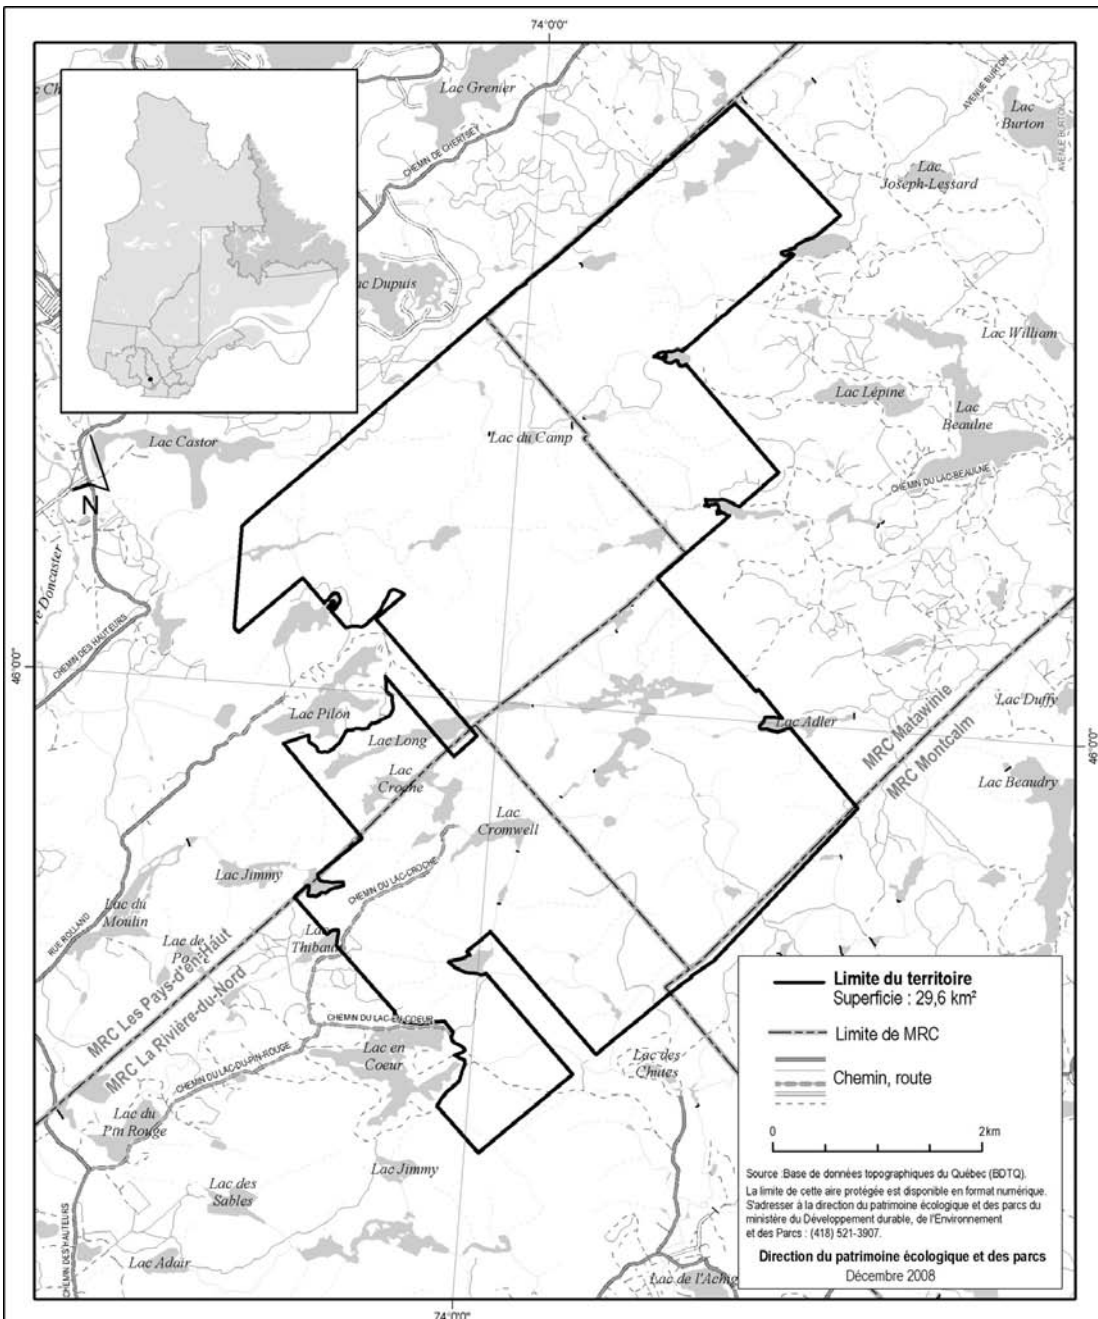 74°0'0"
Lac Grenier
AVENUE BURTON
Lac
Burton
AVENUE BURTON
CHEMIN DE CHERTSEY
Lac
Joseph-Lessard
Dupuis
Lac William
Lac Lépine
Lac
Beaulne
Lac du Camp
Lac Castor
CHEMIN DU LAC-BEAULNE
N
Doncaster
CHEMIN DES HAUTEURS
46°0'0"
MRC Matawinie
MRC Montcalm
Lac Duffy
Lac Pilon
Lac Adler
46°0'0"
Lac Long
Lac
Croche
Lac Beaudry
Lac
Cromwell
Lac Jimmy
CHEMIN DU LAC-CROCHE
Lac du
Moulin
RUE ROLLAND
Lac de
MRC Les Pays-d'en-Haut
MRC La Rivière-du-Nord
CHEMIN DU LAC-EN-COEUR
Lac en
Coeur
CHEMIN DU LAC-DU-PIN-ROUGE
Lac des
Chutes
Lac du
Pin Rouge
Lac Jimmy
Lac des
Sables
CHEMIN DES HAUTEURS
Lac Adair
Lac de l'Achig
Limite du territoire
Superficie : 29,6 km²
Limite de MRC
Chemin, route
0 2km
Source :Base de données topographiques du Québec (BDTQ).
La limite de cette aire protégée est disponible en format numérique.
S'adresser à la direction du patrimoine écologique et des parcs du
ministère du Développement durable, de l'Environnement
et des Parcs : (418) 521-3907.
Direction du patrimoine écologique et des parcs
Décembre 2008
74°0'0"